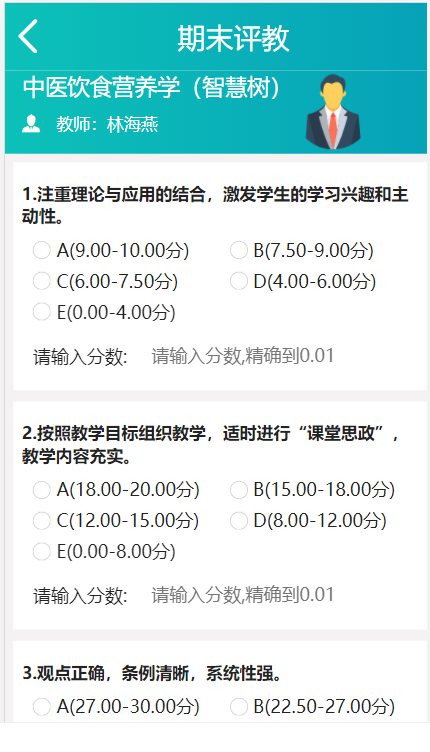 期末评教
中医饮食营养学（智慧树）
教师：林海燕
1.注重理论与应用的结合，激发学生的学习兴趣和主
动性。
A(9.00-10.00分) B(7.50-9.00分)
C(6.00-7.50分) D(4.00-6.00分)
E(0.00-4.00分)
请输入分数: 请输入分数,精确到0.01
2.按照教学目标组织教学，适时进行“课堂思政”，
教学内容充实。
A(18.00-20.00分) B(15.00-18.00分)
C(12.00-15.00分) D(8.00-12.00分)
E(0.00-8.00分)
请输入分数: 请输入分数,精确到0.01
3.观点正确，条例清晰，系统性强。
A(27.00-30.00分) B(22.50-27.00分)